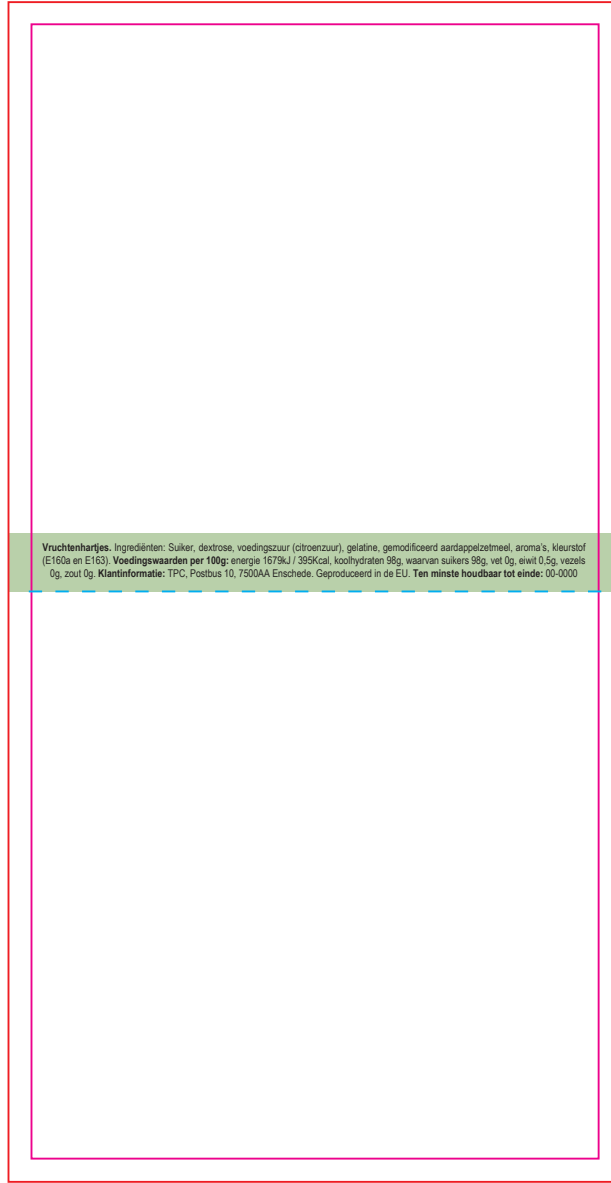 Vruchtenhartjes. Ingrediënten: Suiker, dextrose, voedingszuur (citroenzuur), gelatine, gemodificeerd aardappelzetmeel, aroma's, kleurstof
(E160a en E163). Voedingswaarden per 100g: energie 1679kJ / 395Kcal, koolhydraten 98g, waarvan suikers 98g, vet 0g, eiwit 0,5g, vezels
0g, zout 0g. Klantinformatie: TPC, Postbus 10, 7500AA Enschede. Geproduceerd in de EU. Ten minste houdbaar tot einde: 00-0000